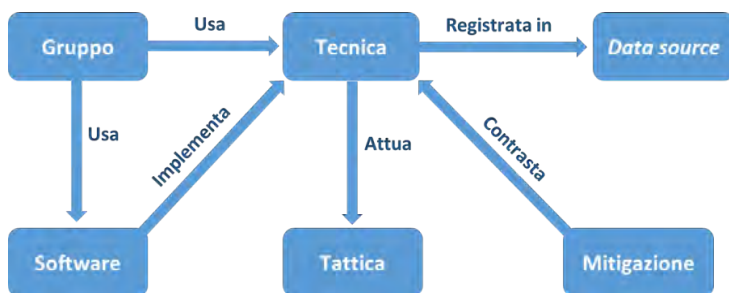 Usa
Registrata in
Gruppo
Tecnica
Data source
Usa
Implementa
Attua
Contrasta
Software
Tattica
Mitigazione